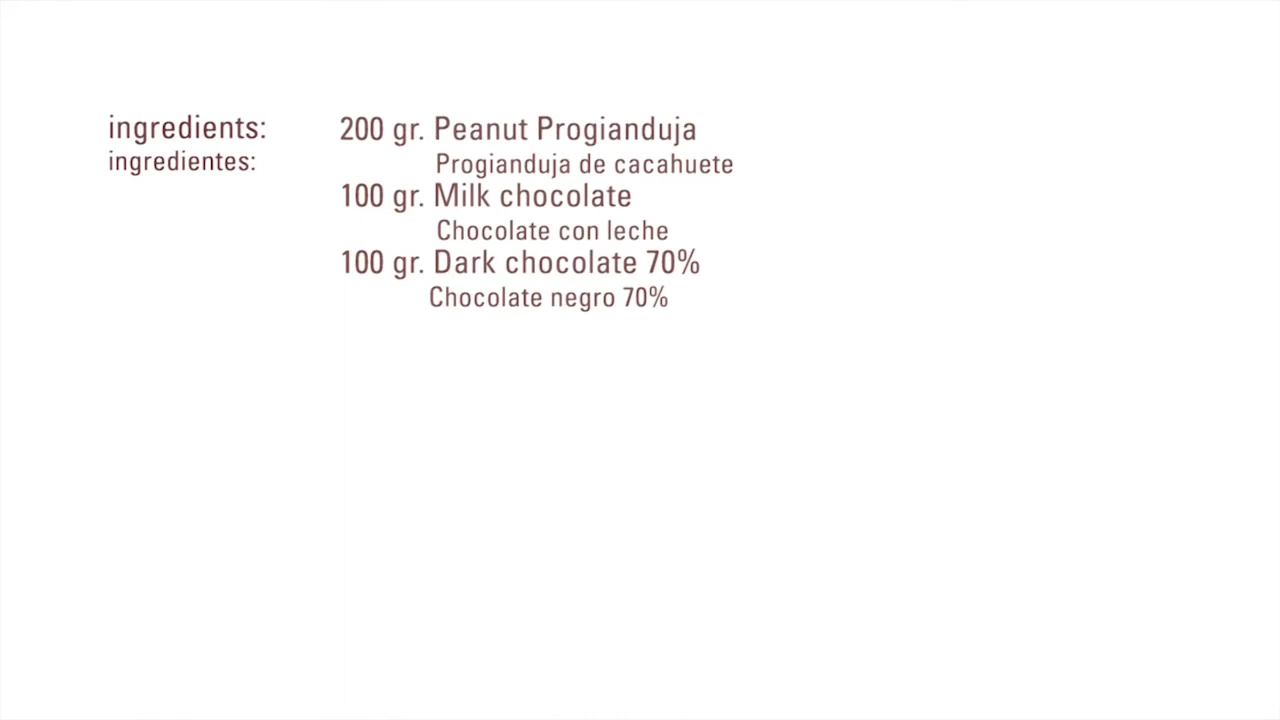 ingredients:
ingredientes:
200 gr. Peanut Progianduja
Progianduja de cacahuete
100 gr. Milk chocolate
Chocolate con leche
100 gr. Dark chocolate 70%
Chocolate negro 70%